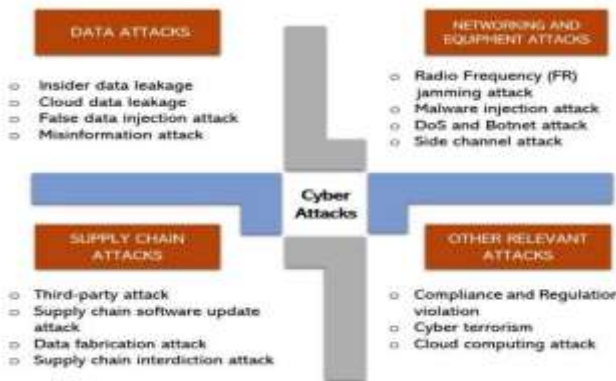 DATA ATTACKS
o Insider data leakage
o Cloud data leakage
o False data injection attack
o Misinformation attack
NETWORKING AND
EQUIPMENT ATTACKS
o Radio Frequency (FR)
jamming attack
o Malware injection attack
o DoS and Botnet attack
o Side channel attack
Cyber
Attacks
SUPPLY CHAIN
ATTACKS
o Third-party attack
o Supply chain software update
attack
o Data fabrication attack
o Supply chain interdiction attack
OTHER RELEVANT
ATTACKS
o Compliance and Regulation
violation
o Cyber terrorism
o Cloud computing attack